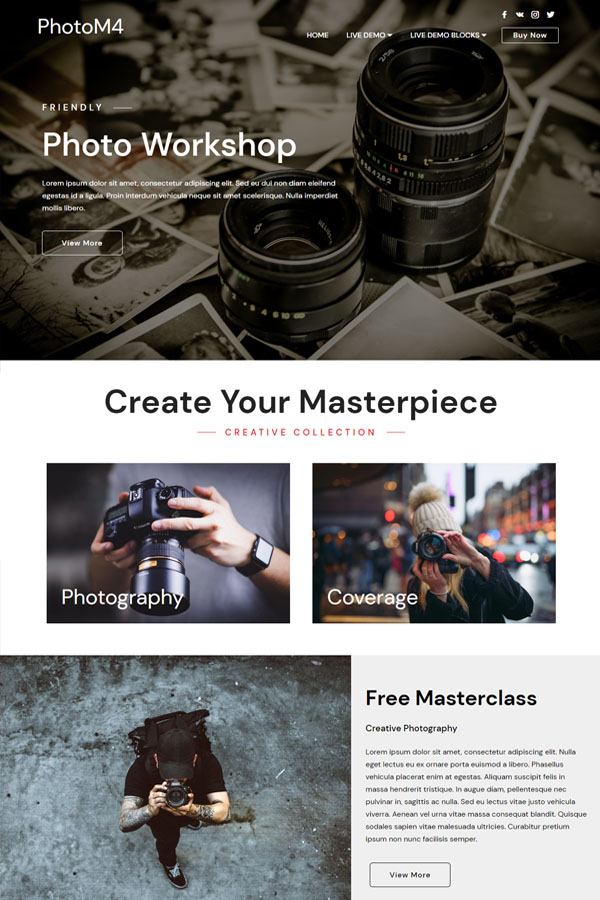 PhotoM4
HOME LIVE DEMO LIVE DEMO BLOCKS Buy Now
FRIENDLY
Photo Workshop
Lorem ipsum dolor sit amet, consectetur adipiscing elit. Sed eu dui non diam eleifend
egestas id a ligula. Proin interdum vehicula neque sit amet scelerisque. Nulla imperdiet
mollis libero.
View More
Create Your Masterpiece
CREATIVE COLLECTION
Photography
Coverage
Free Masterclass
Creative Photography
Lorem ipsum dolor sit amet, consectetur adipiscing elit. Nulla
eget lectus eu ex ornare porta euismod a libero. Phasellus
vehicula placerat enim at egestas. Aliquam suscipit felis in
massa hendrerit tristique. In augue diam, pellentesque nec
pulvinar in, sagittis ac nulla. Sed eu lectus vitae justo vehicula
viverra. Aenean vel urna vitae massa consequat blandit. Quisque
sodales sapien vitae malesuada ultricies. Curabitur pretium
ipsum non nunc facilisis semper.
View More